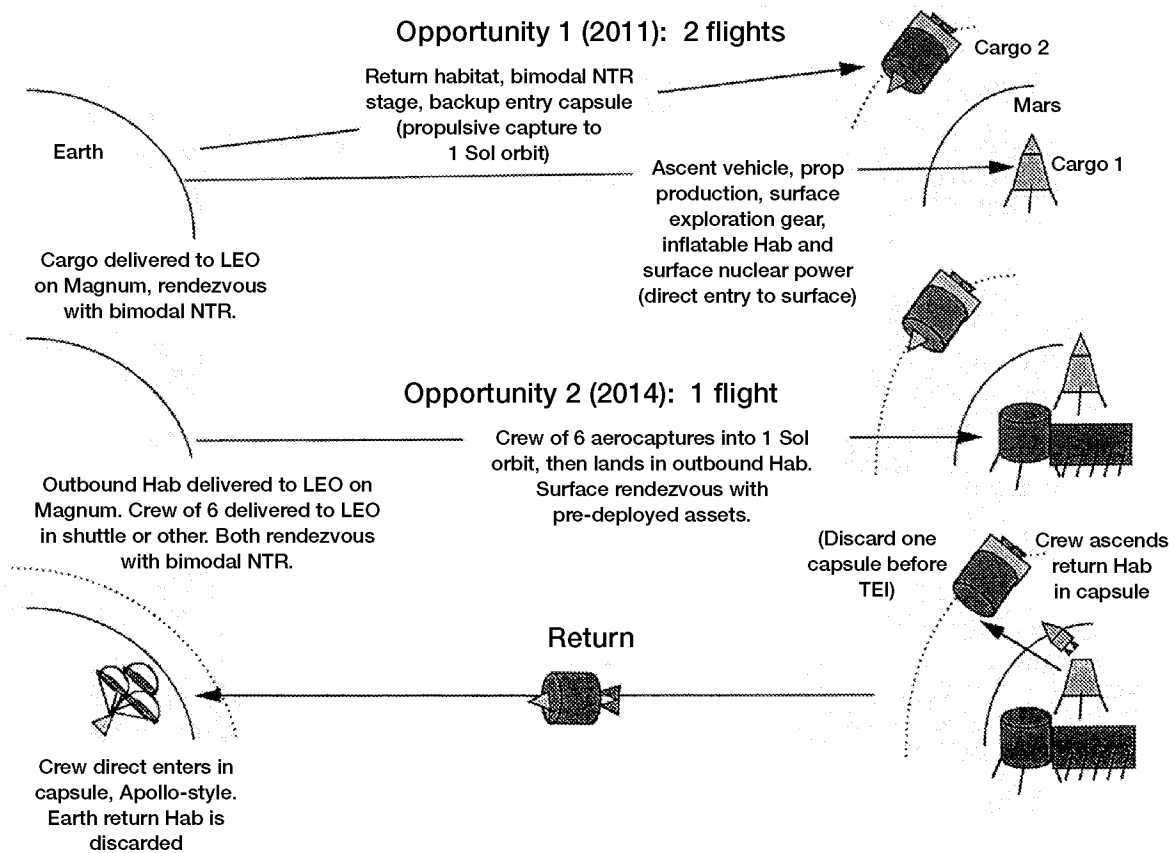 Opportunity 1 (2011): 2 flights
Cargo 2
Return habitat, bimodal NTR
stage, backup entry capsule
(propulsive capture to
1 Sol orbit)
Mars
Earth
Ascent vehicle, prop
production, surface
exploration gear,
inflatable Hab and
surface nuclear power
(direct entry to surface)
Cargo 1
Cargo delivered to LEO
on Magnum, rendezvous
with bimodal NTR.
Opportunity 2 (2014): 1 flight
Crew of 6 aerocaptures into 1 Sol
orbit, then lands in outbound Hab.
Surface rendezvous with
pre-deployed assets.
Outbound Hab delivered to LEO on
Magnum. Crew of 6 delivered to LEO
in shuttle or other. Both rendezvous
with bimodal NTR.
(Discard one
capsule before
TEI)
Crew ascends
return Hab
in capsule
Return
Crew direct enters in
capsule, Apollo-style.
Earth return Hab is
discarded